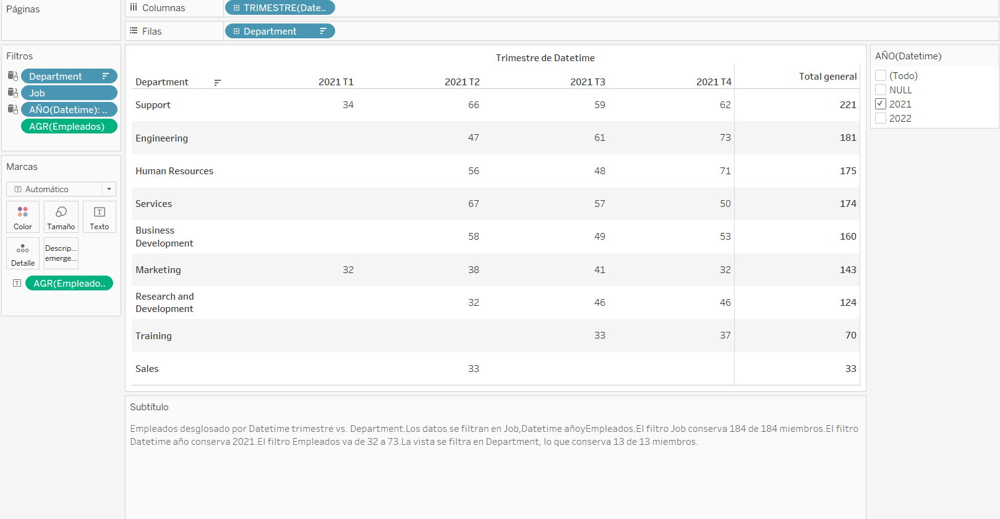 Páginas
Columnas
TRIMESTRE(Date..
Filas
Department
Filtros
Department
Job
AÑO(Datetime): ..
AGR(Empleados)
Marcas
Automático
Color Tamaño Texto
Detalle Descrip... emerge...
AGR(Empleado..
Trimestre de Datetime
Department 2021 T1 2021 T2 2021 T3 2021 T4 Total general
Support 34 66 59 62 221
Engineering 47 61 73 181
Human Resources 56 48 71 175
Services 67 57 50 174
Business
Development 58 49 53 160
Marketing 32 38 41 32 143
Research and
Development 32 46 46 124
Training 33 37 70
Sales 33 33
AÑO(Datetime)
(Todo)
NULL
2021
2022
Subtítulo
Empleados desglosado por Datetime trimestre vs. Department.Los datos se filtran en Job,Datetime añoyEmpleados.El filtro Job conserva 184 de 184 miembros.El filtro
Datetime año conserva 2021.El filtro Empleados va de 32 a 73.La vista se filtra en Department, lo que conserva 13 de 13 miembros.